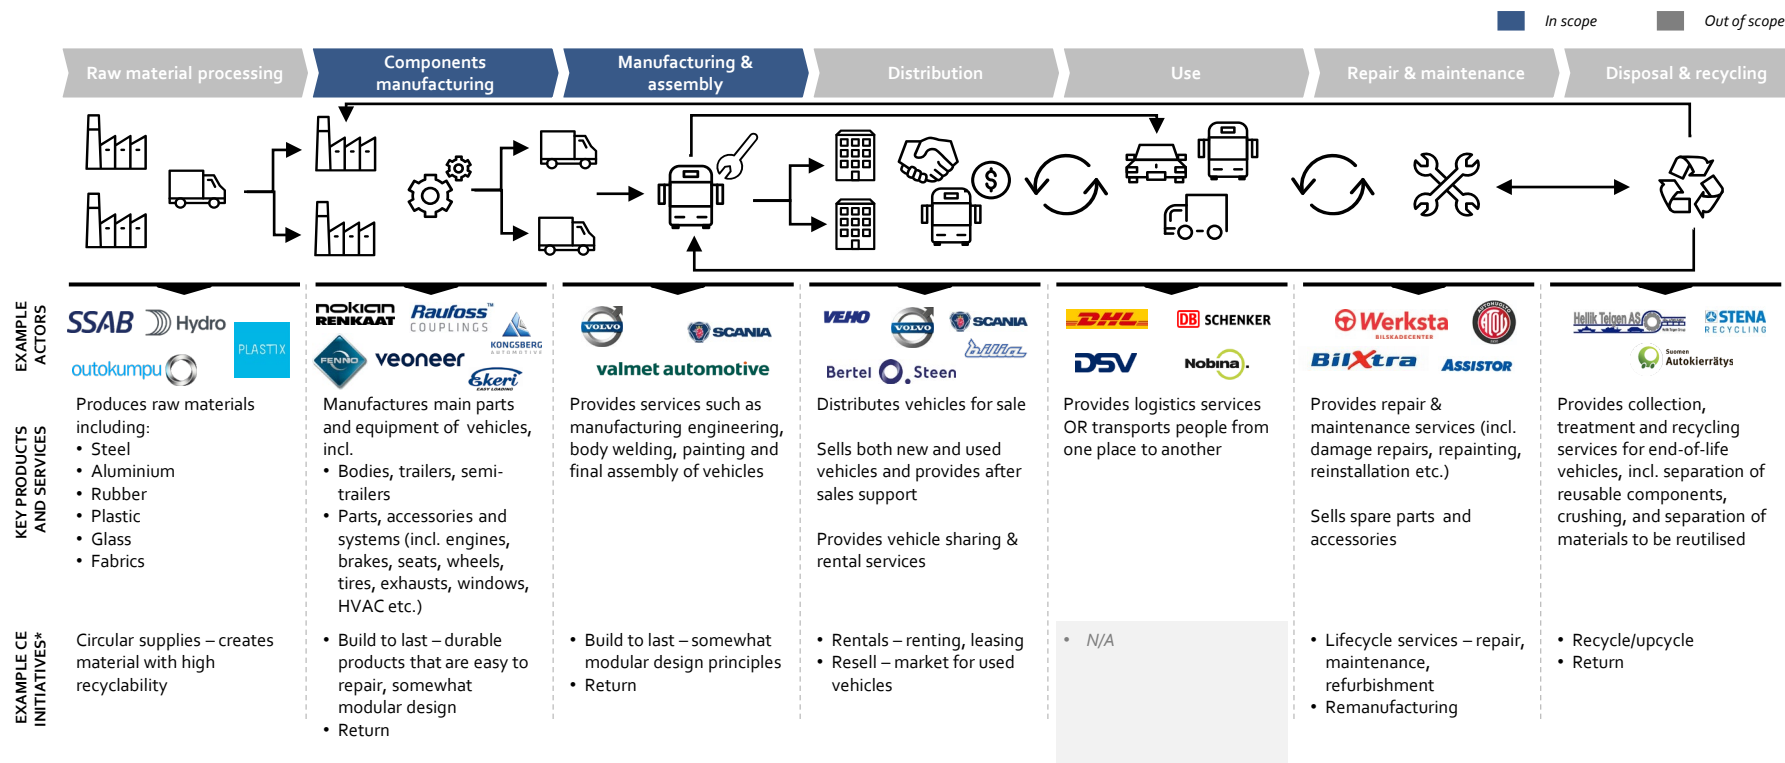 In scope
Out of scope
Raw material processing
Components
manufacturing
Manufacturing &
assembly
Distribution
Use
Repair & maintenance
Disposal & recycling
$
EXAMPLE
ACTORS
SSAB
Hydro
outokumpu
PLASTIX
nokian
RENKAAT
Raufoss™
COUPLINGS
KONGSBERG
AUTOMOTIVE
FENNO
veoneer
Ekeri
EASY LOADING
VOLVO
SCANIA
valmet automotive
VEHO
VOLVO
SCANIA
bilia
Bertel O. Steen
DHL
DB SCHENKER
DSV
Nobina.
Werksta
BILSKADECENTER
BilXtra
ASSISTOR
Hellik Teigen AS
STENA
RECYCLING
Suomen
Autokierrätys
KEY PRODUCTS
AND SERVICES
Produces raw materials
including:
• Steel
• Aluminium
• Rubber
• Plastic
• Glass
• Fabrics
Manufactures main parts
and equipment of vehicles,
incl.
• Bodies, trailers, semi-
trailers
• Parts, accessories and
systems (incl. engines,
brakes, seats, wheels,
tires, exhausts, windows,
HVAC etc.)
Provides services such as
manufacturing engineering,
body welding, painting and
final assembly of vehicles
Distributes vehicles for sale
Sells both new and used
vehicles and provides after
sales support
Provides vehicle sharing &
rental services
Provides logistics services
OR transports people from
one place to another
Provides repair &
maintenance services (incl.
damage repairs, repainting,
reinstallation etc.)
Sells spare parts and
accessories
Provides collection,
treatment and recycling
services for end-of-life
vehicles, incl. separation of
reusable components,
crushing, and separation of
materials to be reutilised
EXAMPLE CE
INITIATIVES*
Circular supplies – creates
material with high
recyclability
• Build to last – durable
products that are easy to
repair, somewhat
modular design
• Return
• Build to last – somewhat
modular design principles
• Return
• Rentals – renting, leasing
• Resell – market for used
vehicles
• N/A
• Lifecycle services – repair,
maintenance,
refurbishment
• Remanufacturing
• Recycle/upcycle
• Return